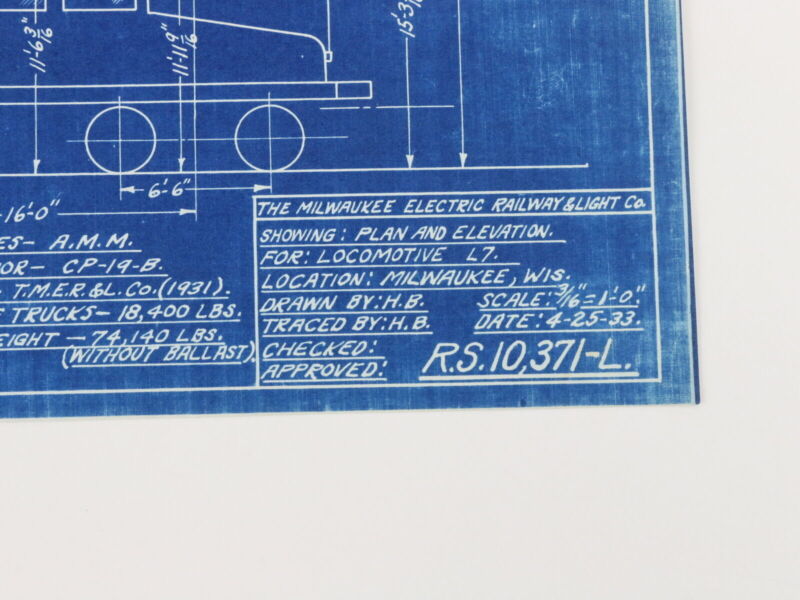 11'-6 3/16"
11'-11 9/16"
15'-3
6'-6"
-16'-0"
ES- A.M.M.
OR- CP-19-B.
T.M.E.R.&L.Co.(1931).
E TRUCKS- 18,400 LBS.
EIGHT - 74,140 LBS.
(WITHOUT BALLAST)
THE MILWAUKEE ELECTRIC RAILWAY & LIGHT Co.
SHOWING: PLAN AND ELEVATION.
FOR: LOCOMOTIVE L7.
LOCATION: MILWAUKEE, WIS.
DRAWN BY: H.B. SCALE: 3/16"=1'-0".
TRACED BY: H.B. DATE: 4-25-33.
CHECKED:
APPROVED:
R.S.10,371-L.